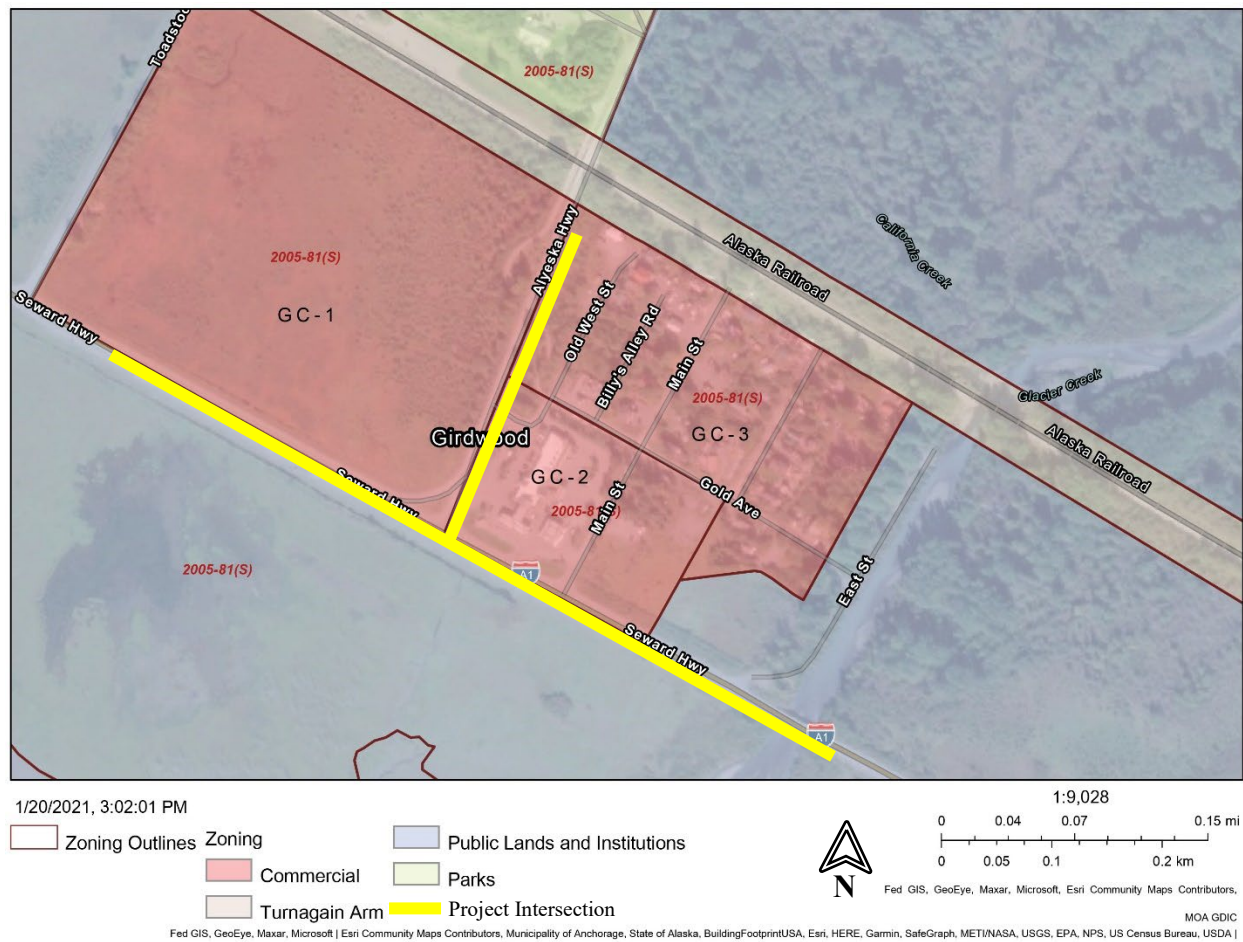 Toadstoo
2005-81(S)
California Creek
Alyeska Hwy
Alaska Railroad
2005-81(S)
GC-1
Seward Hwy
Old West St
Billy's Alley Rd
Main St
Glacier Creek
2005-81(S)
GC-3
Girdwood
Alaska Railroad
Seward Hwy
GC-2
Main St
2005-81(S)
Gold Ave
2005-81(S)
A1
East St
Seward Hwy
A1
1/20/2021, 3:02:01 PM
Zoning Outlines
Zoning
Commercial
Turnagain Arm
Public Lands and Institutions
Parks
Project Intersection
N
1:9,028
0 0.04 0.07 0.15 mi
0 0.05 0.1 0.2 km
Fed GIS, GeoEye, Maxar, Microsoft, Esri Community Maps Contributors,
MOA GDIC
Fed GIS, GeoEye, Maxar, Microsoft | Esri Community Maps Contributors, Municipality of Anchorage, State of Alaska, BuildingFootprintUSA, Esri, HERE, Garmin, SafeGraph, METI/NASA, USGS, EPA, NPS, US Census Bureau, USDA |